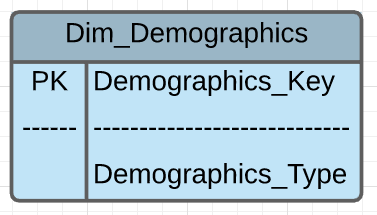 Dim_Demographics
PK Demographics_Key
------ ----------------------------
Demographics_Type